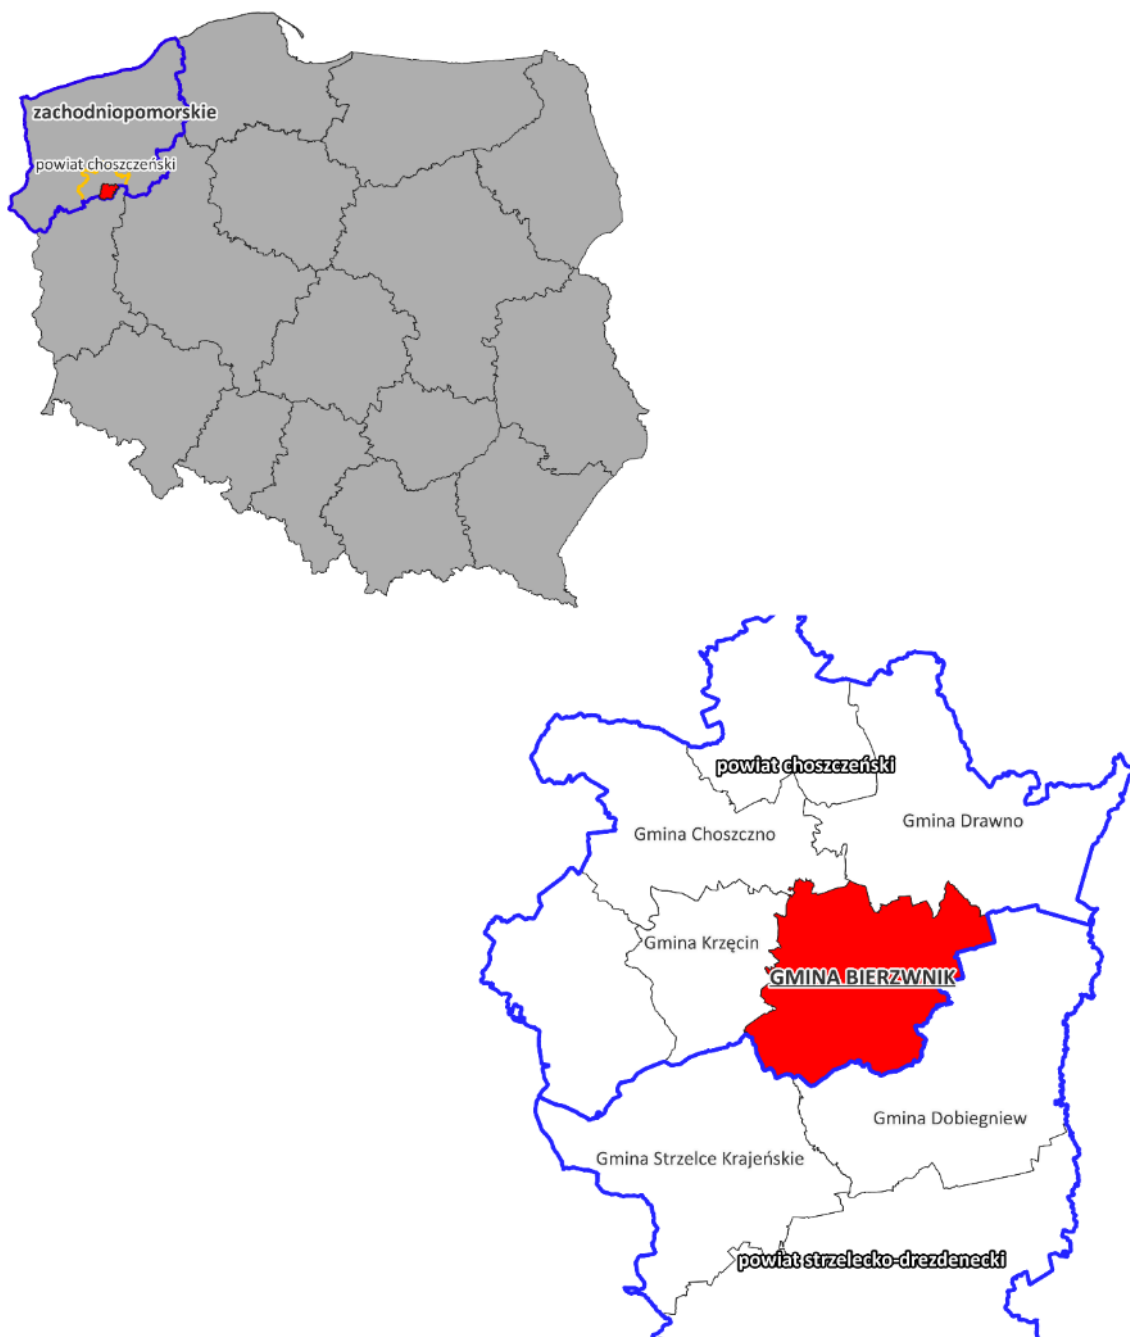 zachodniopomorskie
powiat choszczeński
powiat choszczeński
Gmina Drawno
Gmina Choszczno
Gmina Krzęcin
GMINA BIERZWNIK
Gmina Dobiegniew
Gmina Strzelce Krajeńskie
powiat strzelecko-drezdenecki